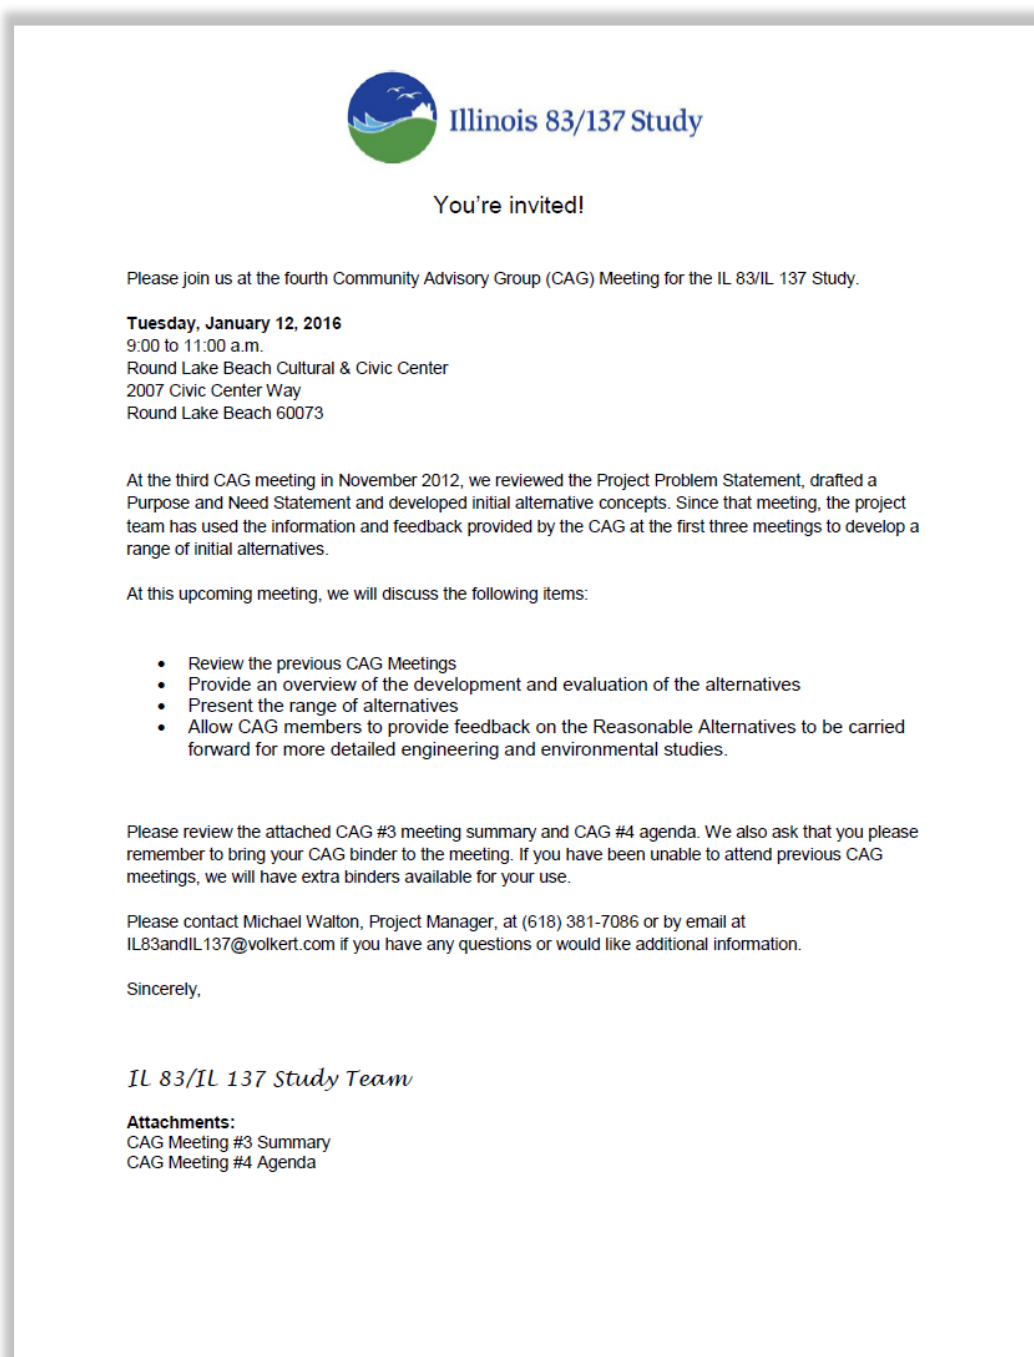 Illinois 83/137 Study
You're invited!
Please join us at the fourth Community Advisory Group (CAG) Meeting for the IL 83/IL 137 Study.
Tuesday, January 12, 2016
9:00 to 11:00 a.m.
Round Lake Beach Cultural & Civic Center
2007 Civic Center Way
Round Lake Beach 60073
At the third CAG meeting in November 2012, we reviewed the Project Problem Statement, drafted a
Purpose and Need Statement and developed initial alternative concepts. Since that meeting, the project
team has used the information and feedback provided by the CAG at the first three meetings to develop a
range of initial alternatives.
At this upcoming meeting, we will discuss the following items:
• Review the previous CAG Meetings
• Provide an overview of the development and evaluation of the alternatives
• Present the range of alternatives
• Allow CAG members to provide feedback on the Reasonable Alternatives to be carried
forward for more detailed engineering and environmental studies.
Please review the attached CAG #3 meeting summary and CAG #4 agenda. We also ask that you please
remember to bring your CAG binder to the meeting. If you have been unable to attend previous CAG
meetings, we will have extra binders available for your use.
Please contact Michael Walton, Project Manager, at (618) 381-7086 or by email at
IL83andIL137@volkert.com if you have any questions or would like additional information.
Sincerely,
IL 83/IL 137 Study Team
Attachments:
CAG Meeting #3 Summary
CAG Meeting #4 Agenda